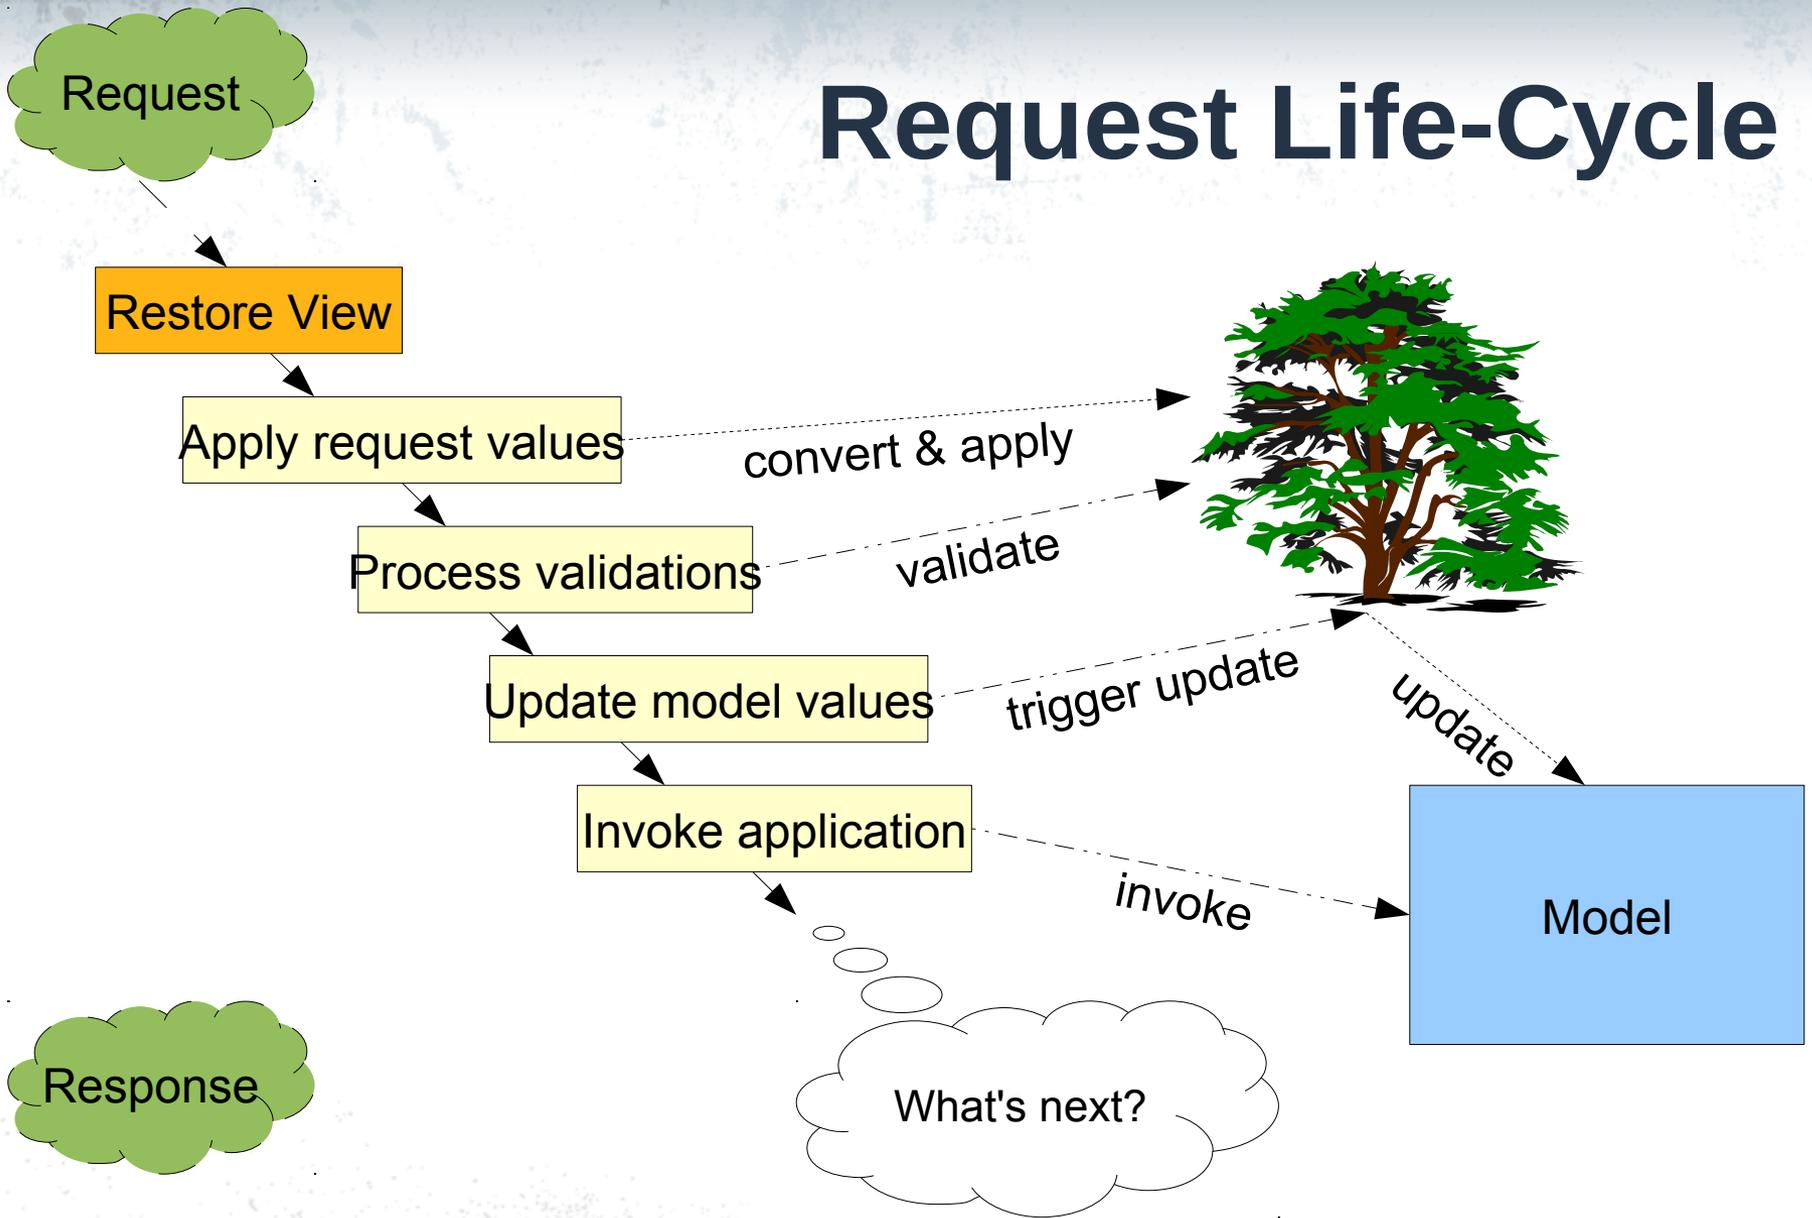 Request
Request Life-Cycle
Restore View
Apply request values
convert & apply
Process validations
validate
Update model values
trigger update
update
Invoke application
invoke
Model
Response
What's next?